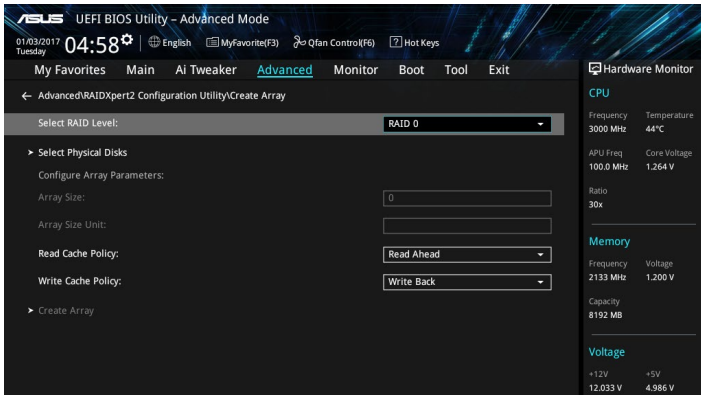 ASUS UEFI BIOS Utility – Advanced Mode
01/03/2017 Tuesday 04:58 English MyFavorite(F3) Qfan Control(F6) ? Hot Keys
My Favorites Main Ai Tweaker Advanced Monitor Boot Tool Exit
← Advanced\RAIDXpert2 Configuration Utility\Create Array
Select RAID Level: RAID 0
> Select Physical Disks
Configure Array Parameters:
Array Size: 0
Array Size Unit:
Read Cache Policy: Read Ahead
Write Cache Policy: Write Back
> Create Array
Hardware Monitor
CPU
Frequency Temperature
3000 MHz 44°C
APU Freq Core Voltage
100.0 MHz 1.264 V
Ratio
30x
Memory
Frequency Voltage
2133 MHz 1.200 V
Capacity
8192 MB
Voltage
+12V +5V
12.033 V 4.986 V